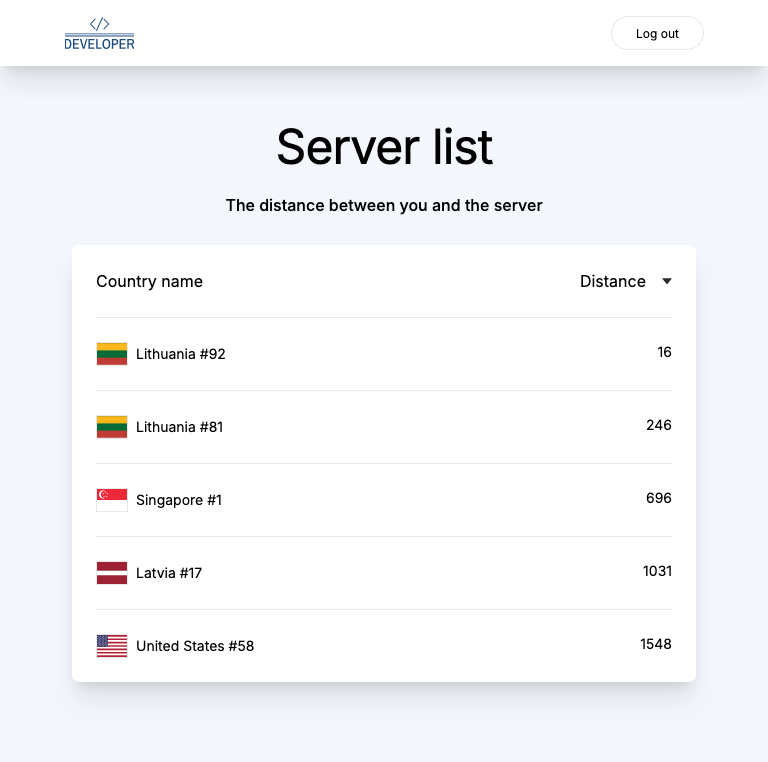 </>
DEVELOPER
Log out
Server list
The distance between you and the server
Country name Distance
Lithuania #92 16
Lithuania #81 246
Singapore #1 696
Latvia #17 1031
United States #58 1548